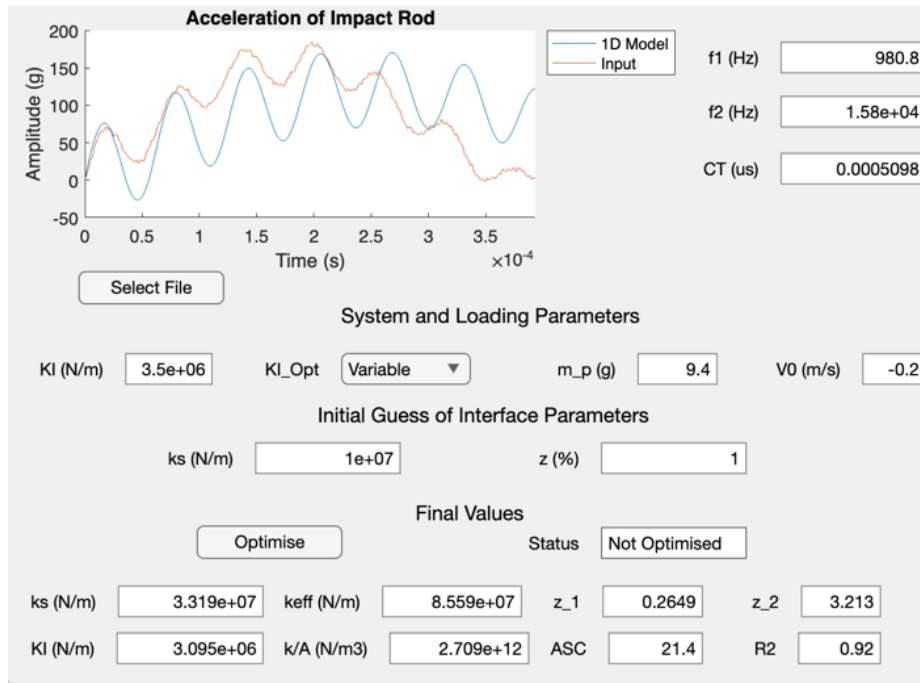 Acceleration of Impact Rod
200
150
100
50
0
-50
Amplitude (g)
0 0.5 1 1.5 2 2.5 3 3.5
Time (s)
×10-4
1D Model
Input
f1 (Hz) 980.8
f2 (Hz) 1.58e+04
CT (us) 0.0005098
Select File
System and Loading Parameters
KI (N/m) 3.5e+06 KI_Opt Variable m_p (g) 9.4 V0 (m/s) -0.2
Initial Guess of Interface Parameters
ks (N/m) 1e+07 z (%) 1
Final Values
Optimise Status Not Optimised
ks (N/m) 3.319e+07 keff (N/m) 8.559e+07 z_1 0.2649 z_2 3.213
KI (N/m) 3.095e+06 k/A (N/m3) 2.709e+12 ASC 21.4 R2 0.92